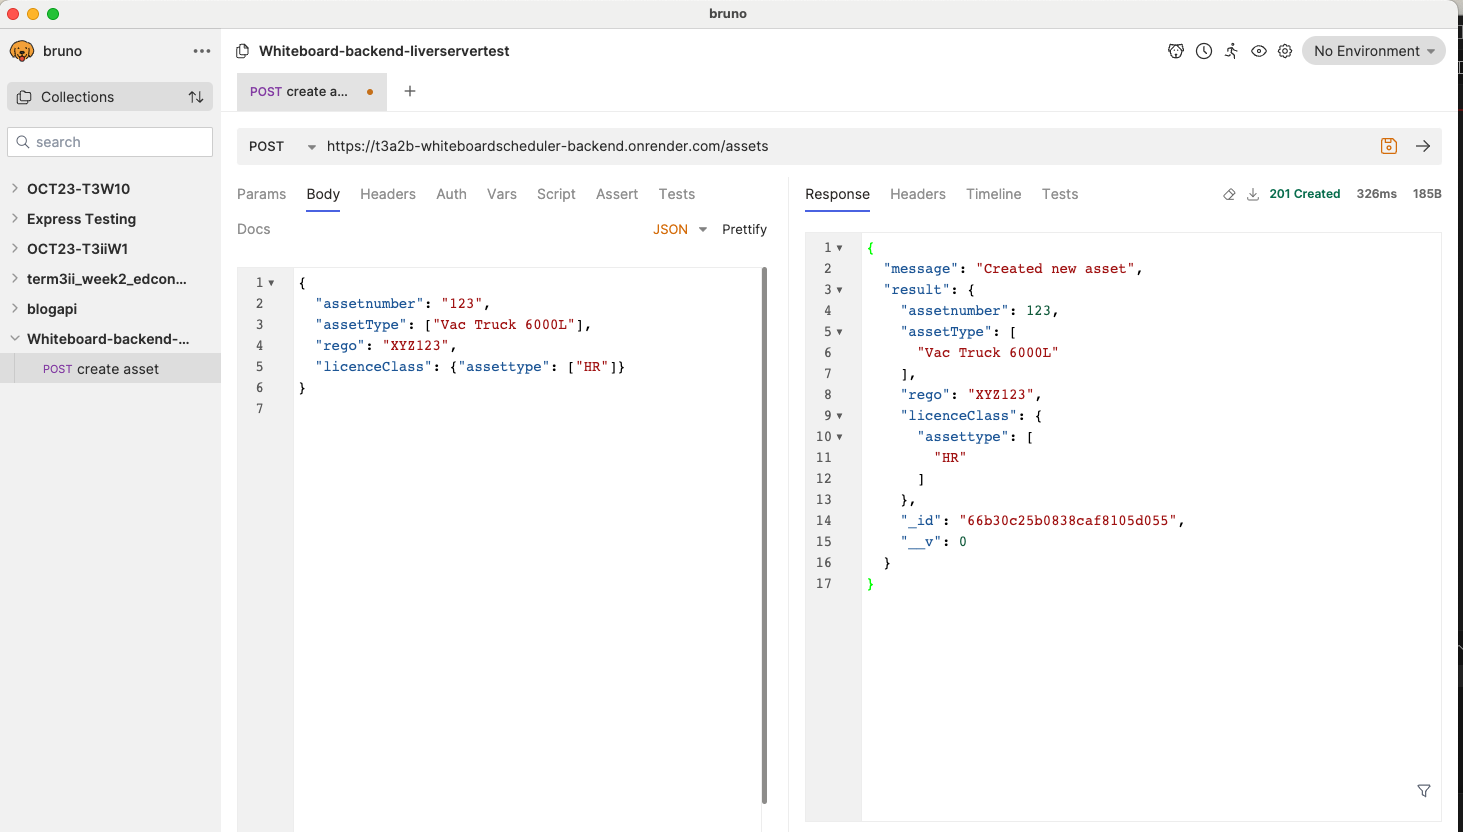 bruno
bruno
Collections
search
OCT23-T3W10
Express Testing
OCT23-T3iiW1
term3ii_week2_edcon...
blogapi
Whiteboard-backend-...
POST create asset
Whiteboard-backend-liverservertest
No Environment
POST create a...
POST https://t3a2b-whiteboardscheduler-backend.onrender.com/assets
Params Body Headers Auth Vars Script Assert Tests
Docs JSON Prettify
1 {
2 "assetnumber": "123",
3 "assetType": ["Vac Truck 6000L"],
4 "rego": "XYZ123",
5 "licenceClass": {"assettype": ["HR"]}
6 }
7
Response Headers Timeline Tests 201 Created 326ms 185B
1 {
2 "message": "Created new asset",
3 "result": {
4 "assetnumber": 123,
5 "assetType": [
6 "Vac Truck 6000L"
7 ],
8 "rego": "XYZ123",
9 "licenceClass": {
10 "assettype": [
11 "HR"
12 ]
13 },
14 "_id": "66b30c25b0838caf8105d055",
15 "__v": 0
16 }
17 }